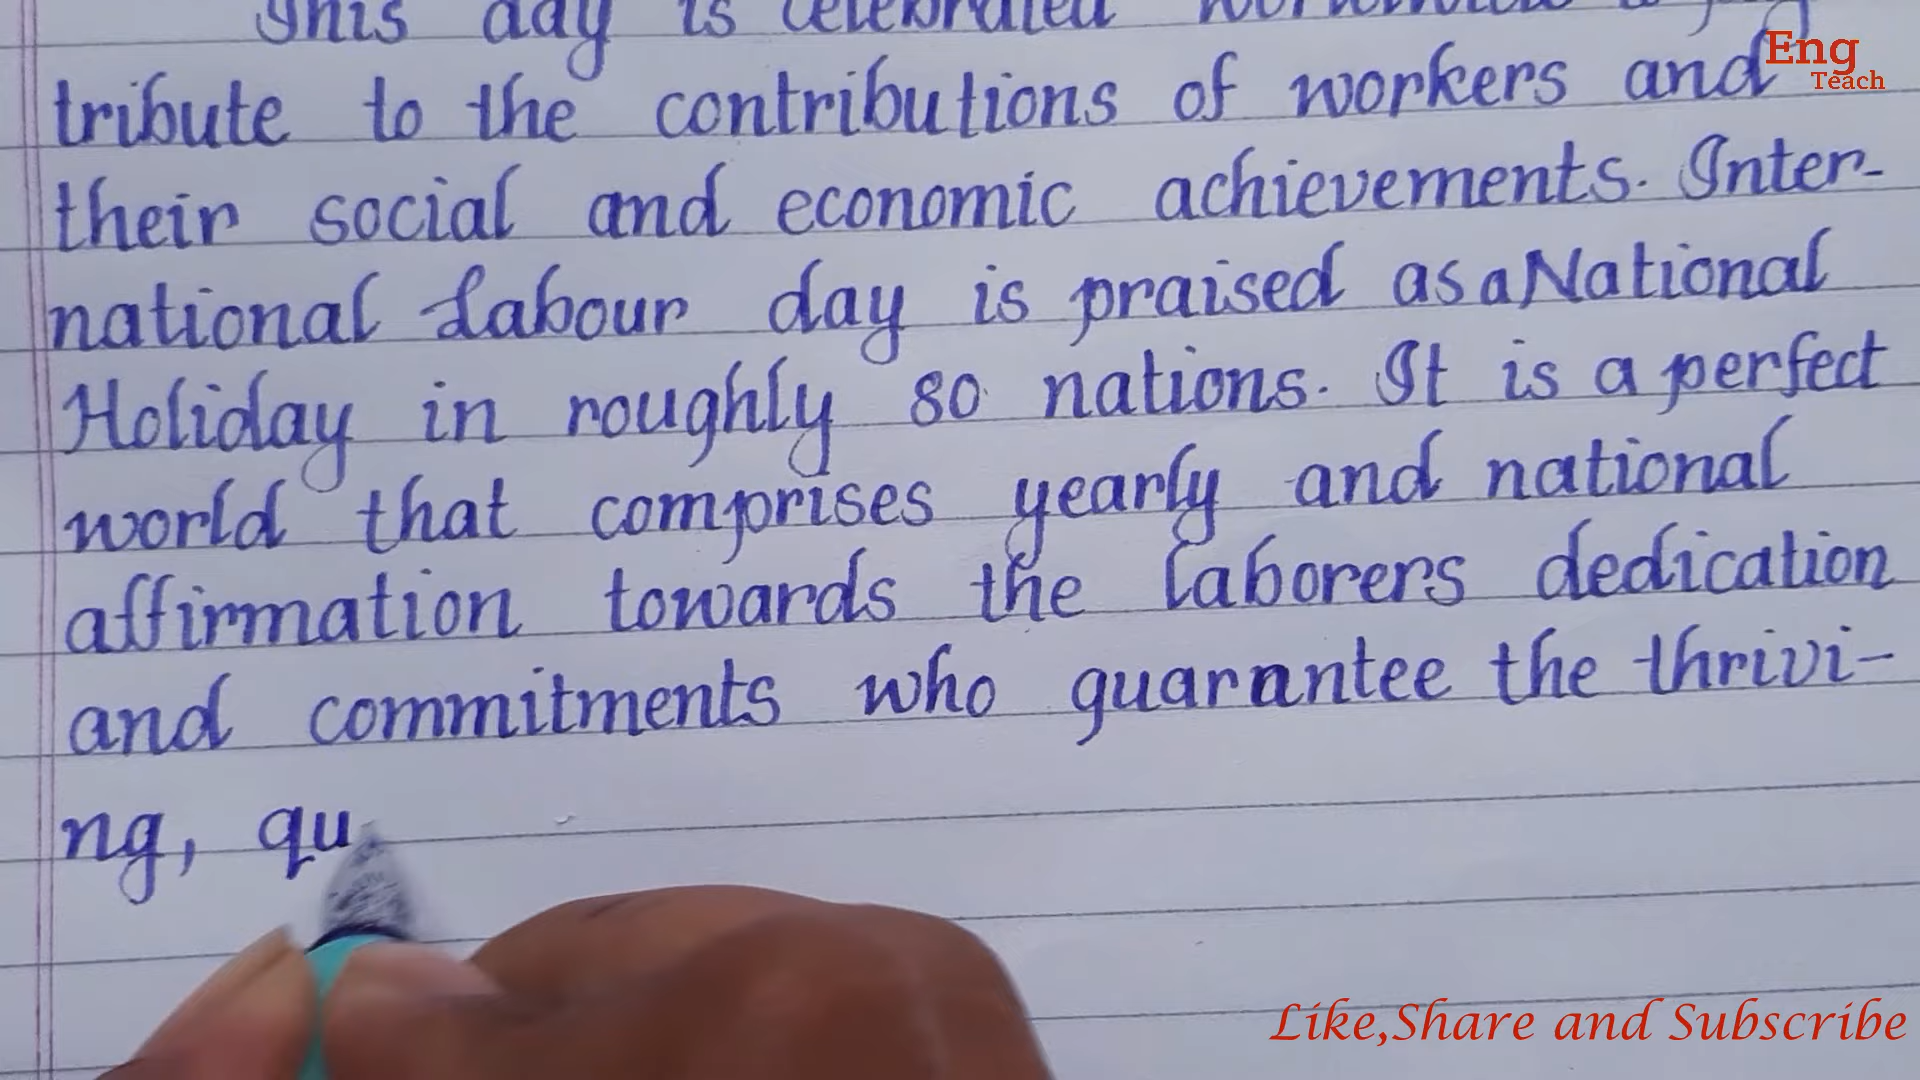 This day is celebrated worldwide
tribute to the contributions of workers and
their social and economic achievements. Inter-
national Labour day is praised as a National
Holiday in roughly 80 nations. It is a perfect
world that comprises yearly and national
affirmation towards the laborers dedication
and commitments who guarantee the thrivi-
ng, qu
Eng
Teach
Like,Share and Subscribe